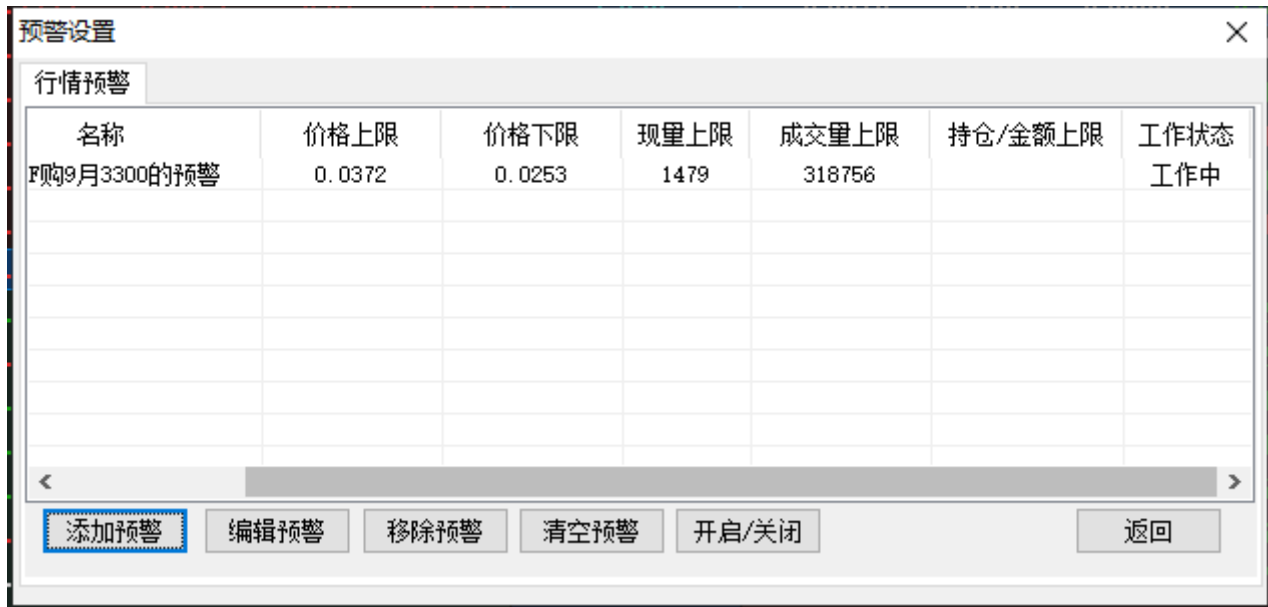 预警设置
行情预警
名称 价格上限 价格下限 现量上限 成交量上限 持仓/金额上限 工作状态
F购9月3300的预警 0.0372 0.0253 1479 318756 工作中
添加预警 编辑预警 移除预警 清空预警 开启/关闭 返回